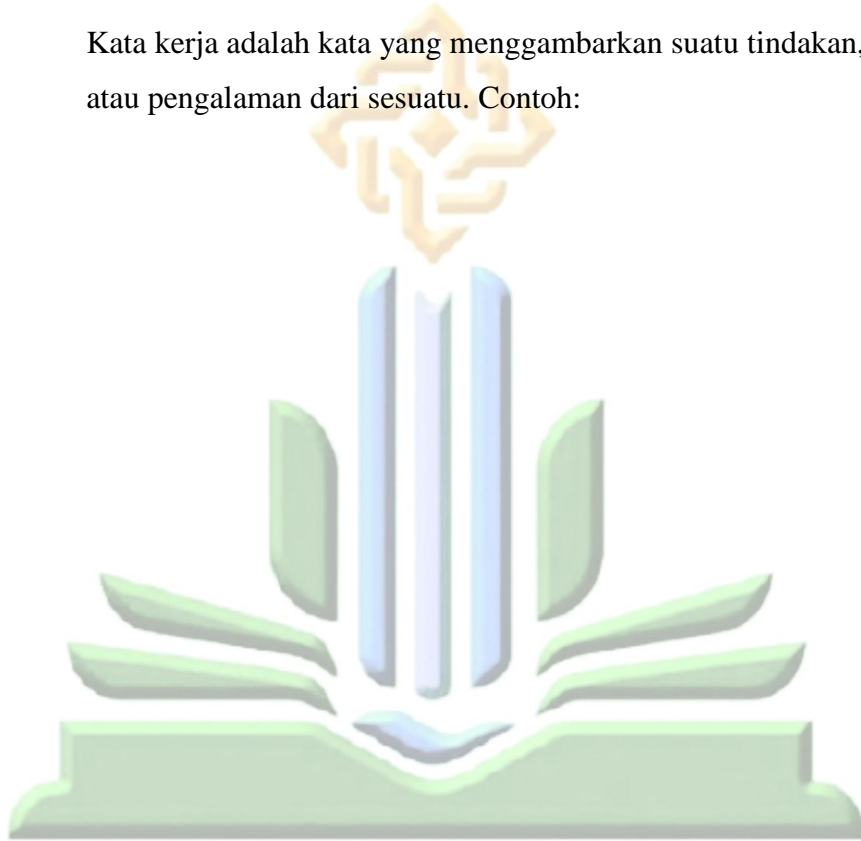 Kata kerja adalah kata yang menggambarkan suatu tindakan,
atau pengalaman dari sesuatu. Contoh: